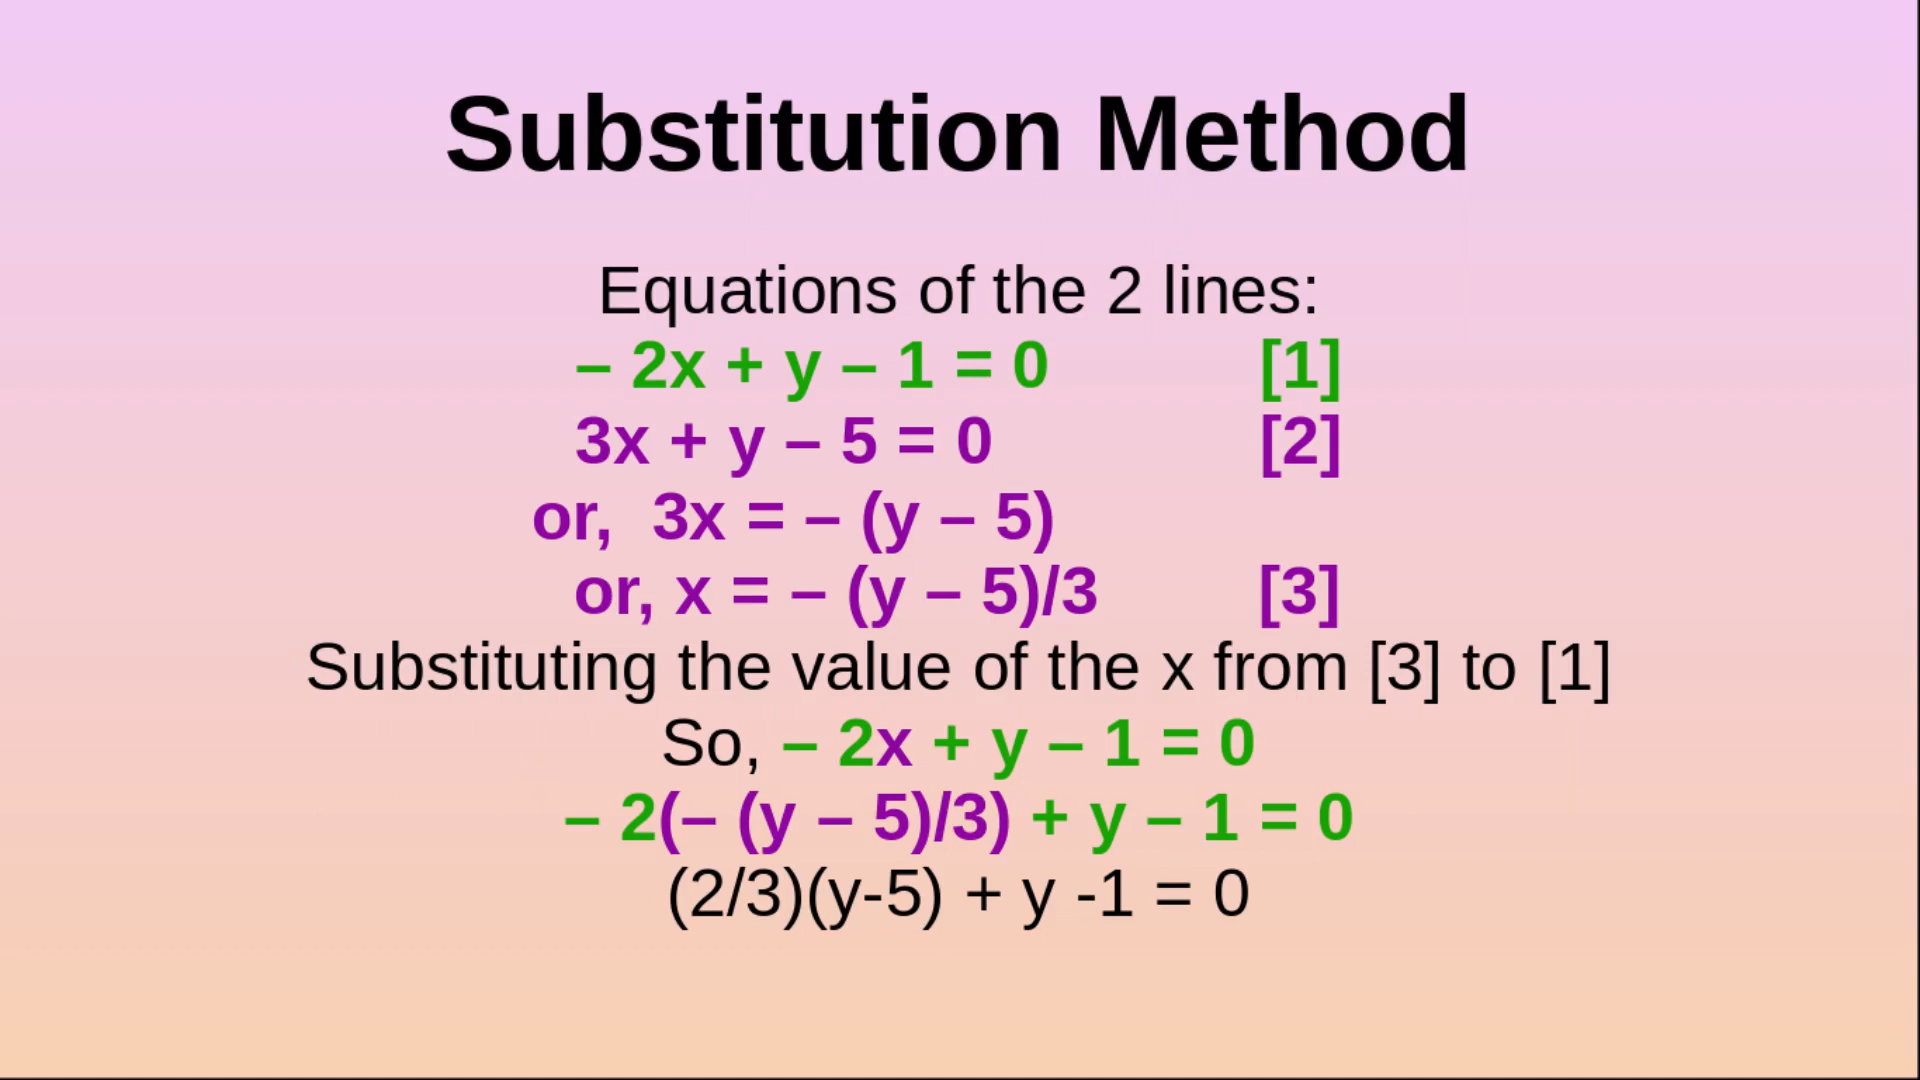 Substitution Method
Equations of the 2 lines:
– 2x + y – 1 = 0 [1]
3x + y – 5 = 0 [2]
or, 3x = – (y – 5)
or, x = – (y – 5)/3 [3]
Substituting the value of the x from [3] to [1]
So, – 2x + y – 1 = 0
– 2(– (y – 5)/3) + y – 1 = 0
(2/3)(y-5) + y -1 = 0